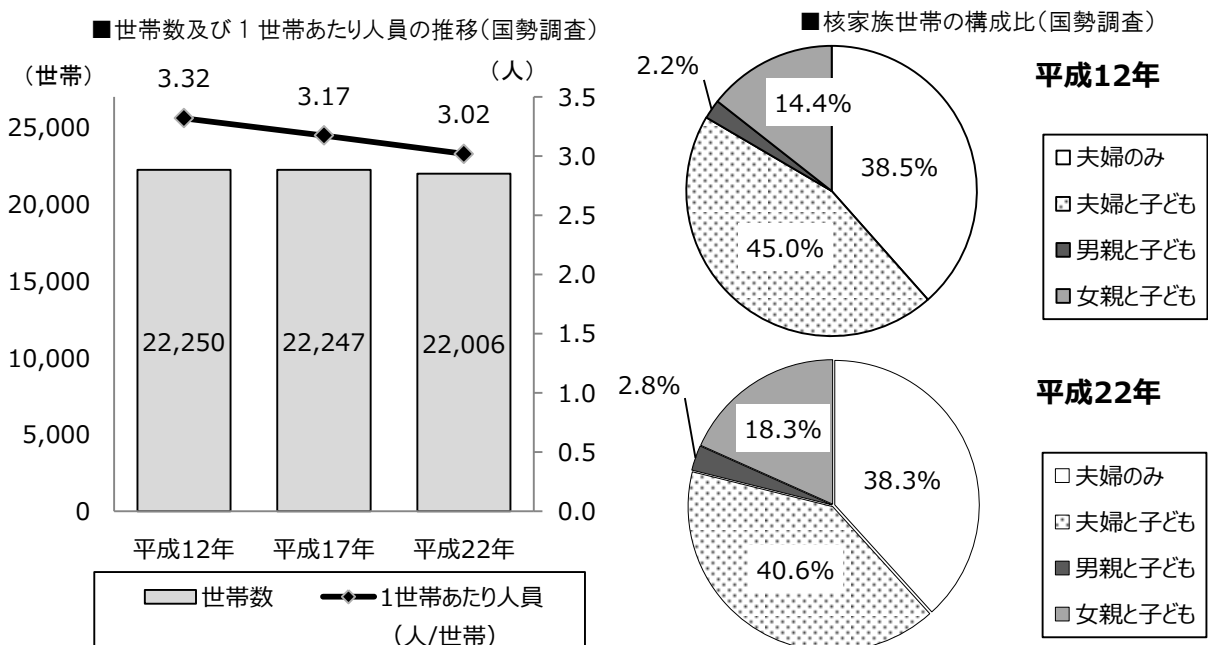 ■世帯数及び１世帯あたり人員の推移(国勢調査)
（世帯）
（人）
3.32
3.17
3.02
25,000
20,000
15,000
10,000
5,000
0
3.5
3.0
2.5
2.0
1.5
1.0
0.5
0.0
22,250
22,247
22,006
平成12年
平成17年
平成22年
世帯数
1世帯あたり人員
（人/世帯）
■核家族世帯の構成比(国勢調査)
平成12年
2.2%
14.4%
38.5%
45.0%
夫婦のみ
夫婦と子ども
男親と子ども
女親と子ども
平成22年
2.8%
18.3%
38.3%
40.6%
夫婦のみ
夫婦と子ども
男親と子ども
女親と子ども